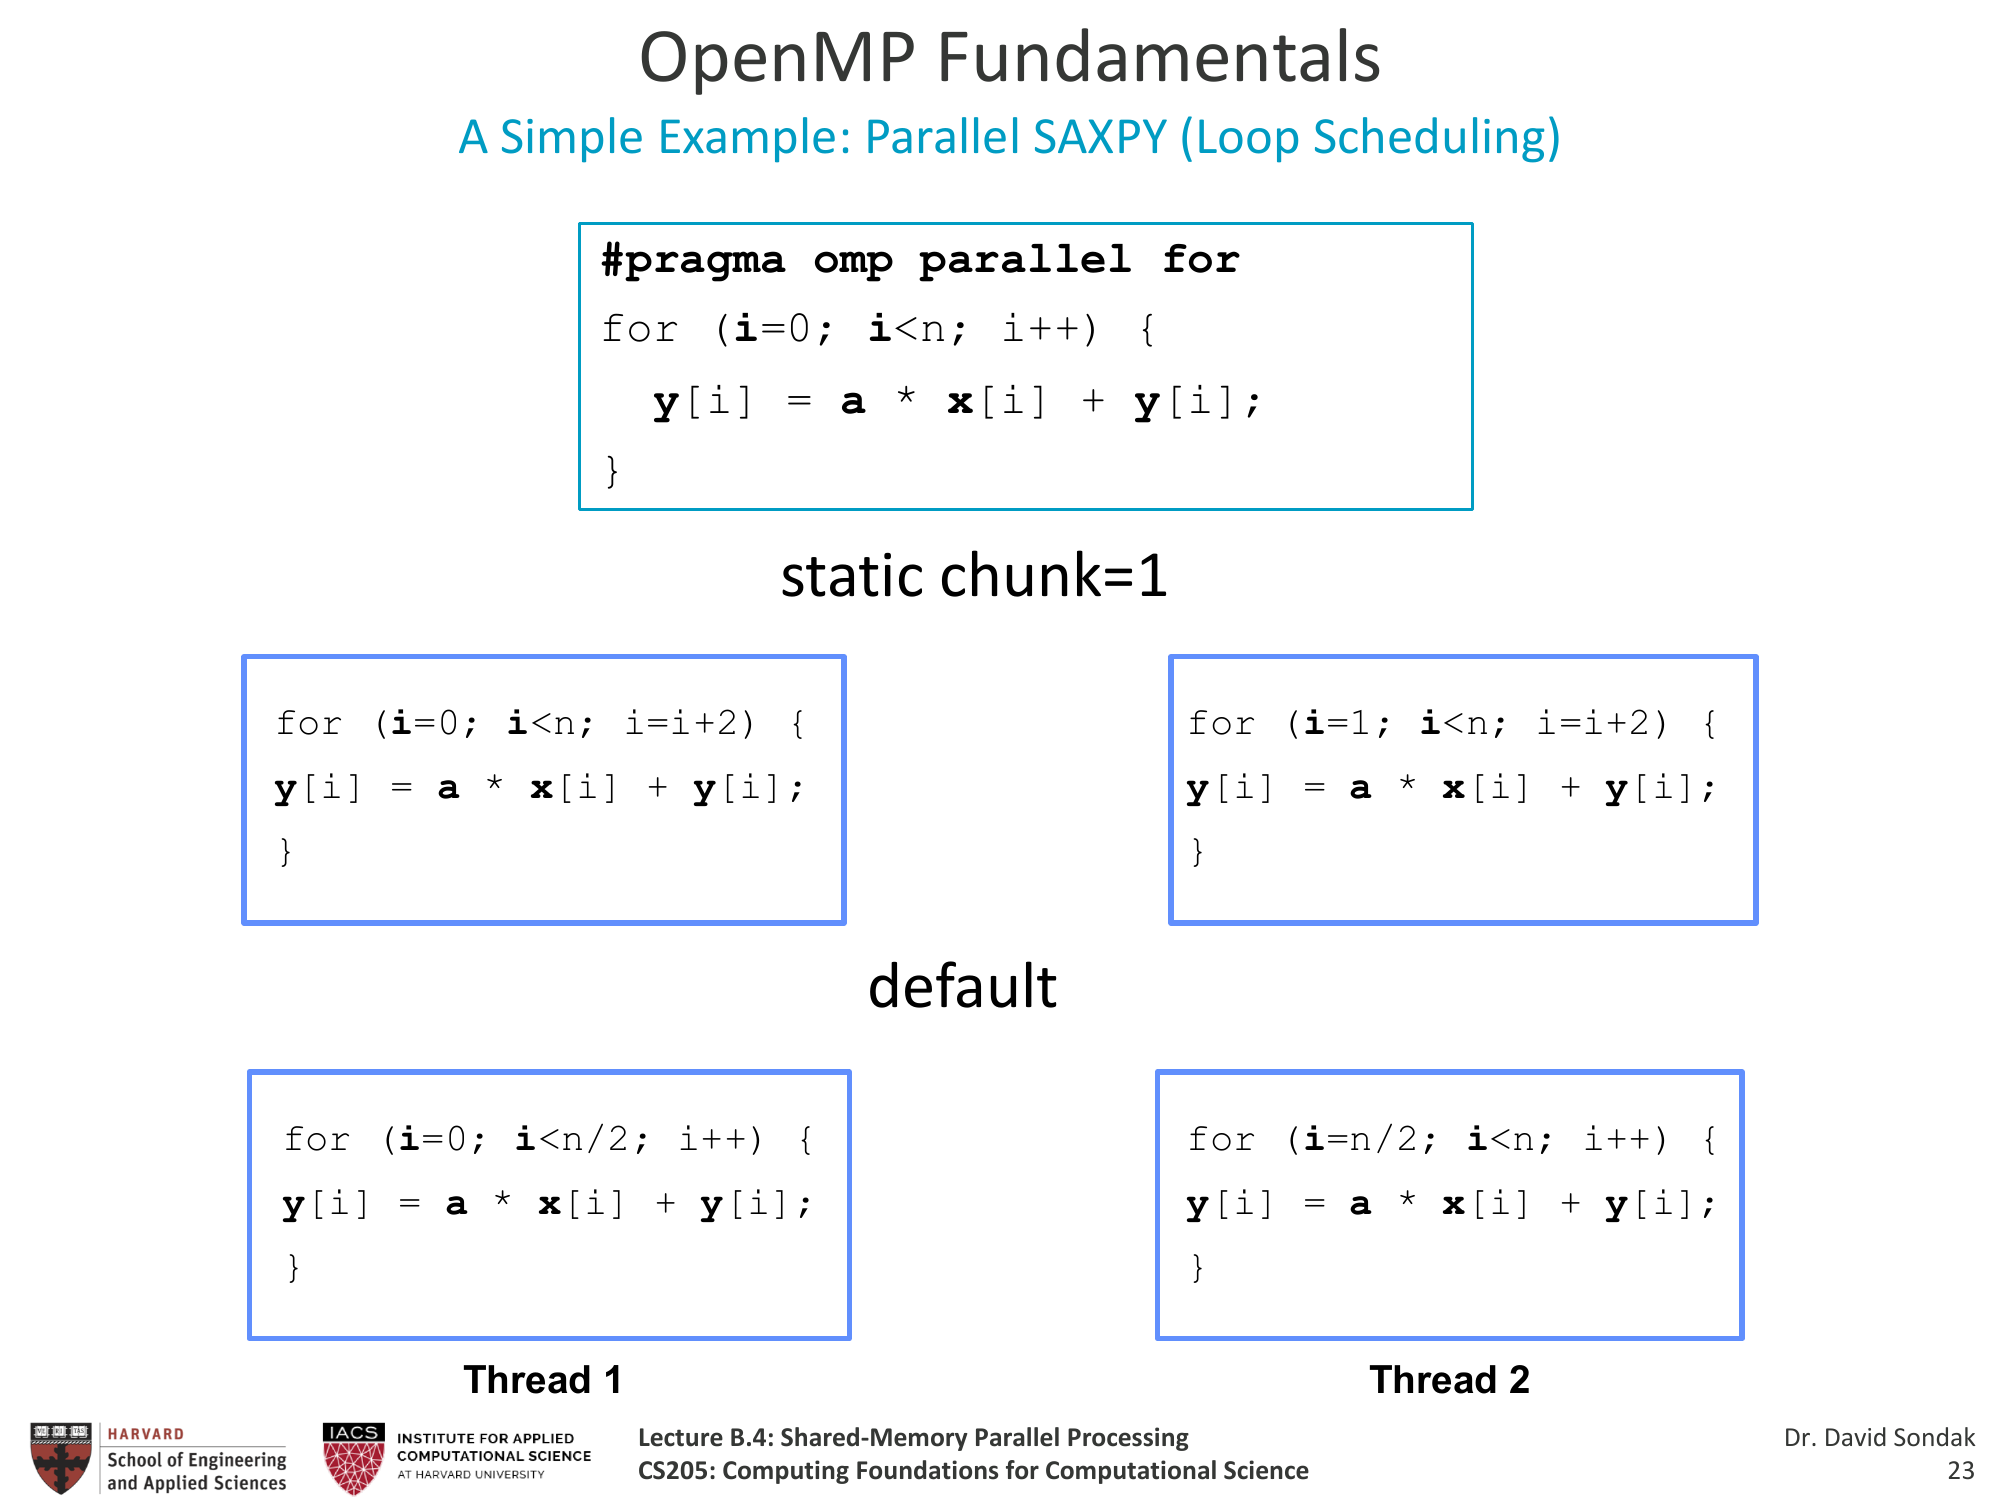 OpenMP Fundamentals
A Simple Example: Parallel SAXPY (Loop Scheduling)
#pragma omp parallel for
for (i=0; i<n; i++) {
y[i] = a * x[i] + y[i];
}
static chunk=1
for (i=0; i<n; i=i+2) {
y[i] = a * x[i] + y[i];
}
for (i=1; i<n; i=i+2) {
y[i] = a * x[i] + y[i];
}
default
for (i=0; i<n/2; i++) {
y[i] = a * x[i] + y[i];
}
for (i=n/2; i<n; i++) {
y[i] = a * x[i] + y[i];
}
Thread 1
Thread 2
HARVARD
School of Engineering
and Applied Sciences
IACS
INSTITUTE FOR APPLIED
COMPUTATIONAL SCIENCE
AT HARVARD UNIVERSITY
Lecture B.4: Shared-Memory Parallel Processing
CS205: Computing Foundations for Computational Science
Dr. David Sondak
23